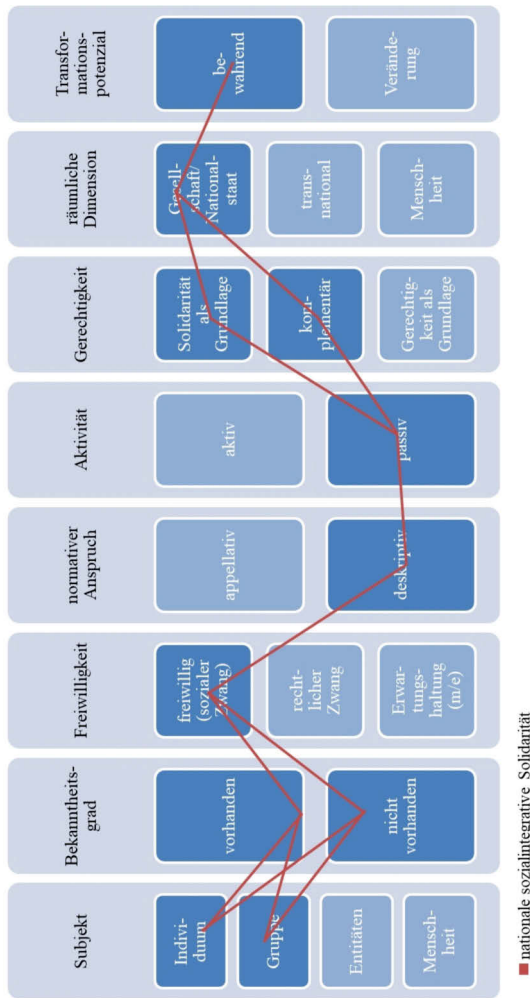 Subjekt
Indivi-
duum
Gruppe
Entitäten
Mensch-
heit
Bekanntheits-
grad
vorhanden
nicht
vorhanden
Freiwilligkeit
freiwillig
(sozialer
Zwang)
recht-
licher
Zwang
Erwar-
tungs-
haltung
(m/e)
normativer
Anspruch
appellativ
deskriptiv
Aktivität
aktiv
passiv
Gerechtigkeit
Solidarität
als
Grundlage
kom-
plementär
Gerechtig-
keit als
Grundlage
räumliche
Dimension
Gesell-
schaft/
National-
staat
trans-
national
Mensch-
heit
Transfor-
mations-
potenzial
be-
wahrend
Verände-
rung
nationale sozialintegrative Solidarität